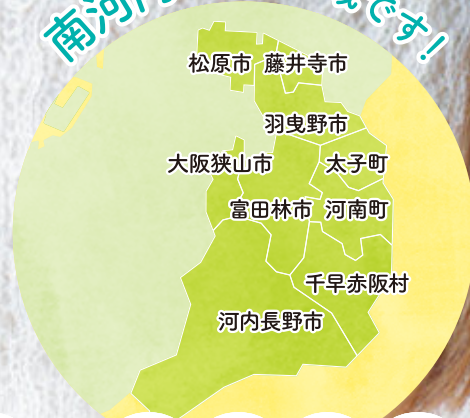 南河内
域です!
松原市 藤井寺市
羽曳野市
大阪狭山市 太子町
富田林市 河南町
千早赤阪村
河内長野市